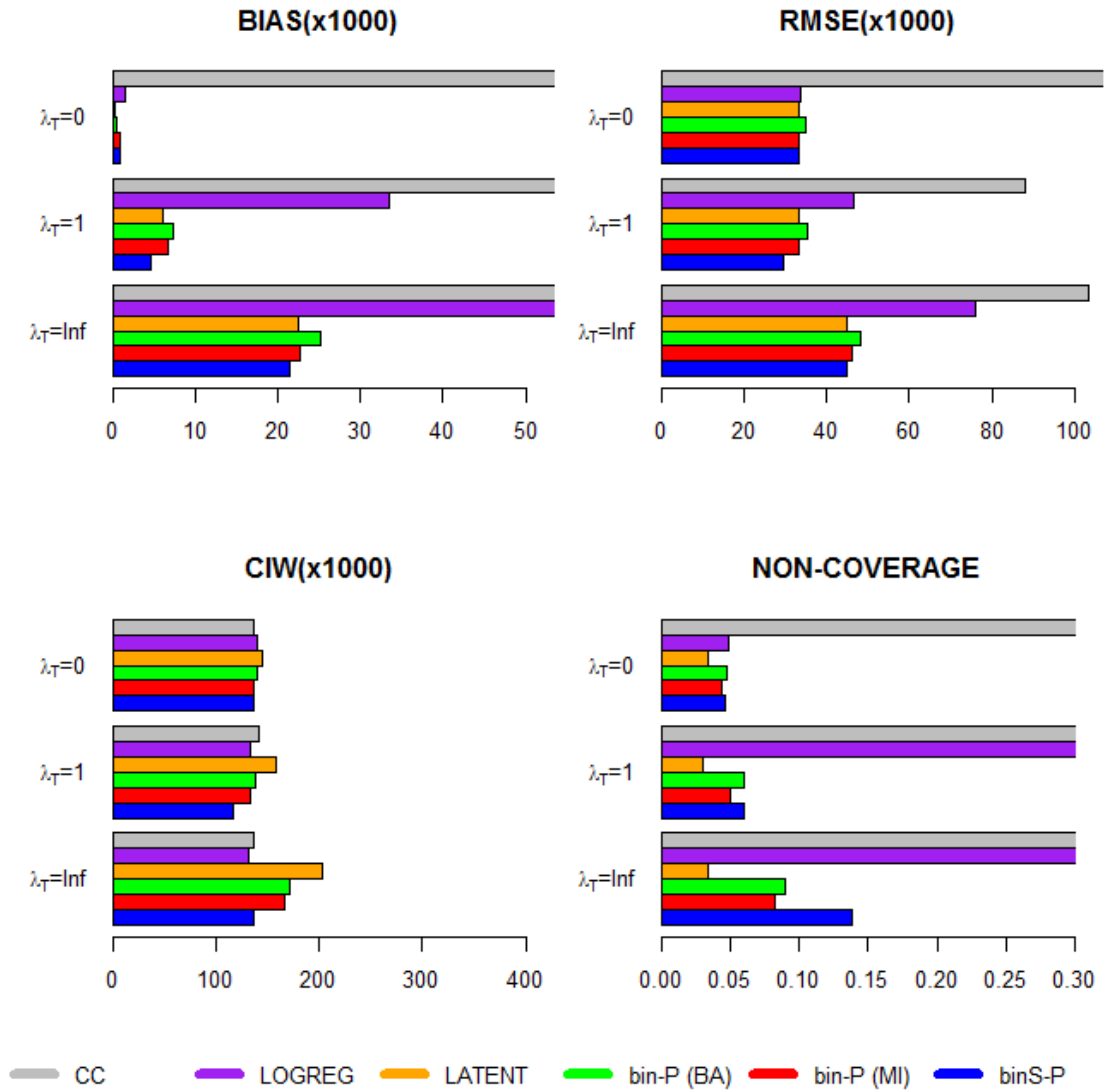 BIAS(x1000)
RMSE(x1000)
λT=0
λT=1
λT=Inf
0 10 20 30 40 50
λT=0
λT=1
λT=Inf
0 20 40 60 80 100
CIW(x1000)
NON-COVERAGE
λT=0
λT=1
λT=Inf
0 100 200 300 400
λT=0
λT=1
λT=Inf
0.00 0.05 0.10 0.15 0.20 0.25 0.30
CC LOGREG LATENT bin-P (BA) bin-P (MI) binS-P